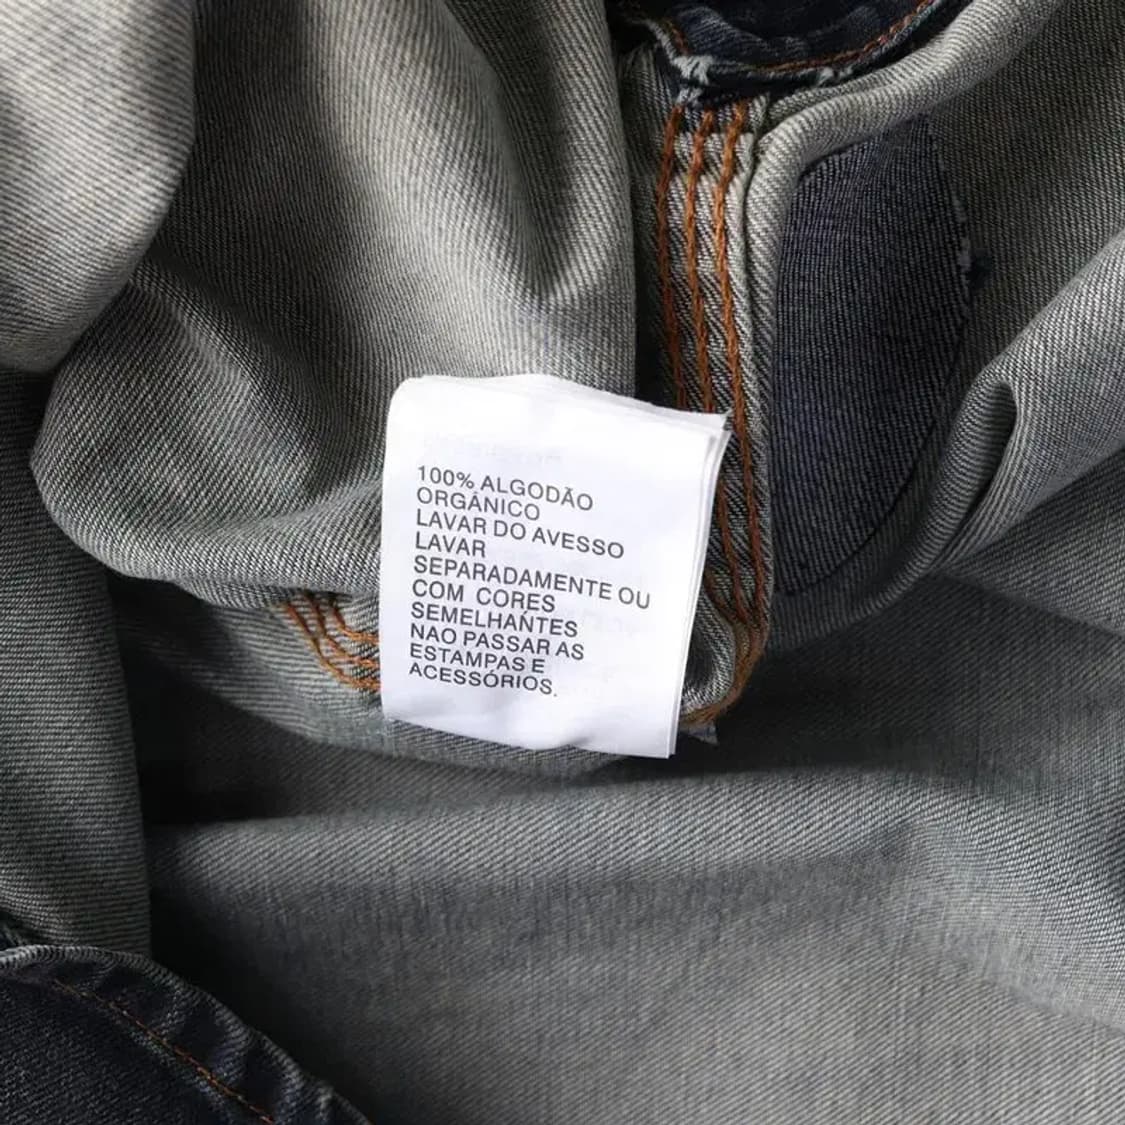 100% ALGODÃO
ORGÂNICO
LAVAR DO AVESSO
LAVAR
SEPARADAMENTE OU
COM CORES
SEMELHANTES
NAO PASSAR AS
ESTAMPAS E
ACESSÓRIOS.